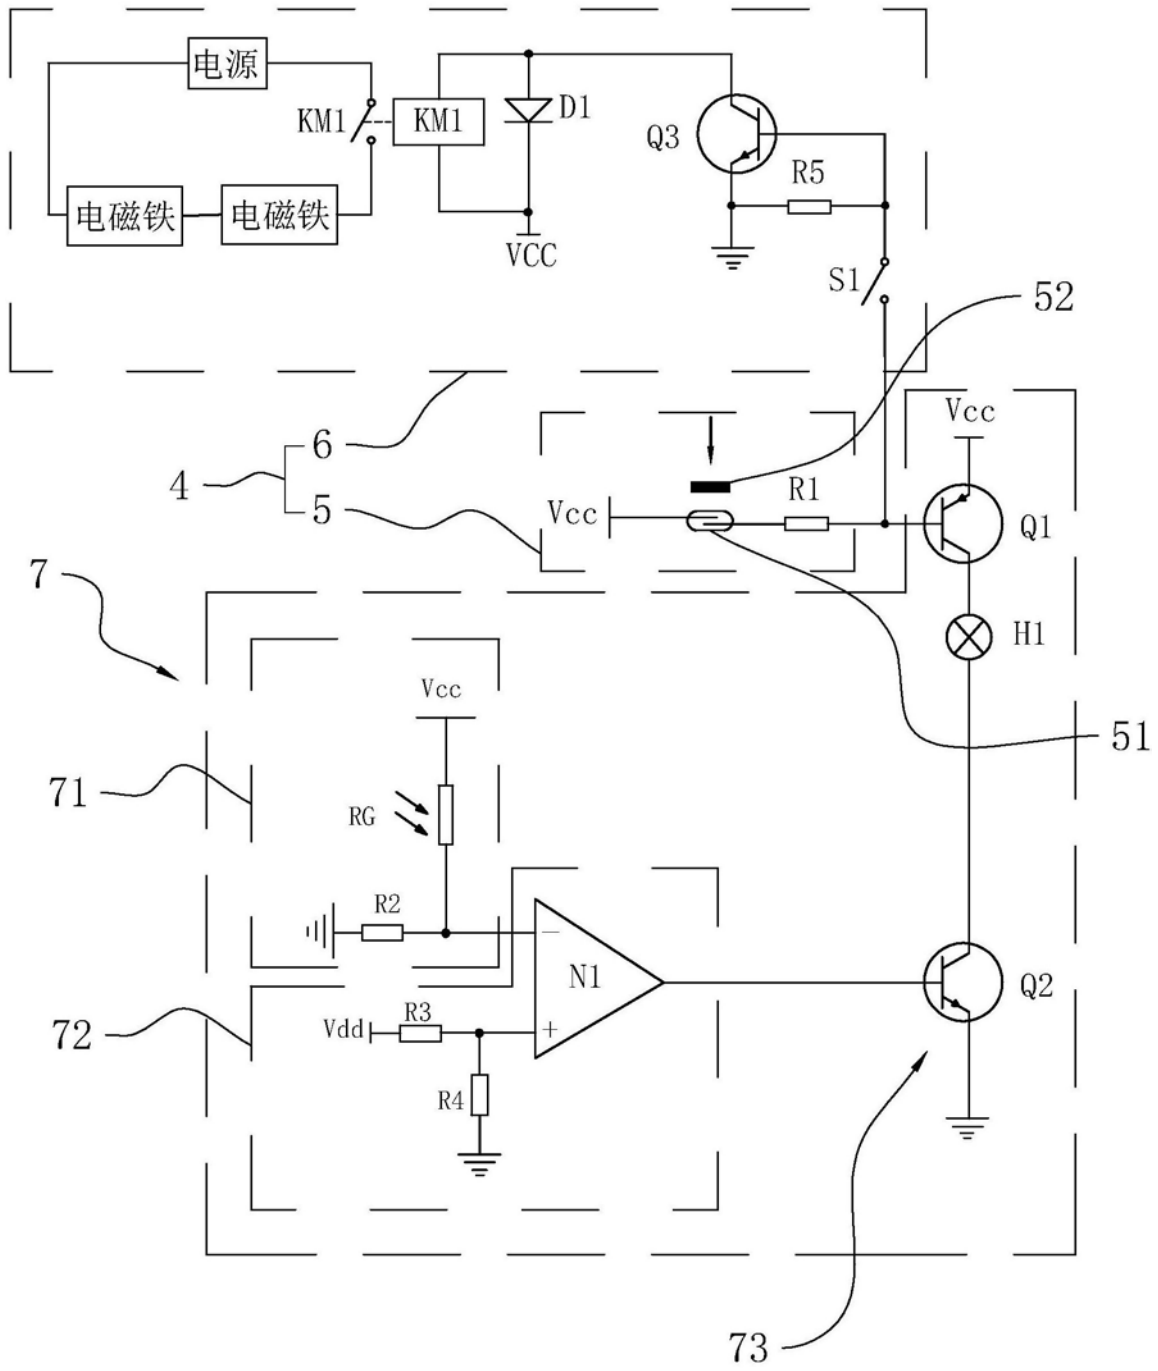 电源
KM1
KM1
D1
Q3
R5
电磁铁
电磁铁
VCC
S1
52
Vcc
6
4
5
R1
Vcc
Q1
7
H1
Vcc
51
71
RG
R2
−
N1
Q2
72
Vdd
R3
+
R4
73